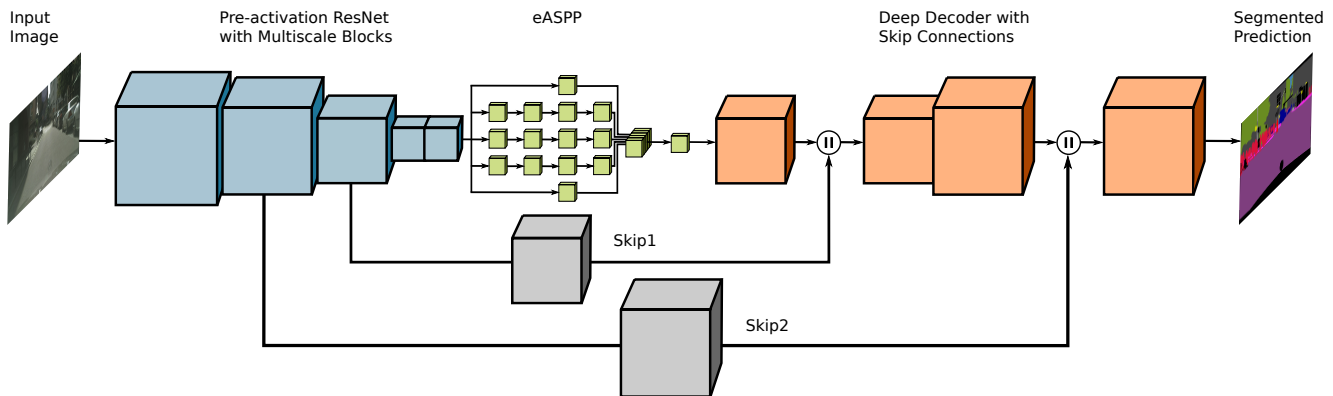 Input
Image
Pre-activation ResNet
with Multiscale Blocks
eASPP
Deep Decoder with
Skip Connections
Segmented
Prediction
Skip1
Skip2